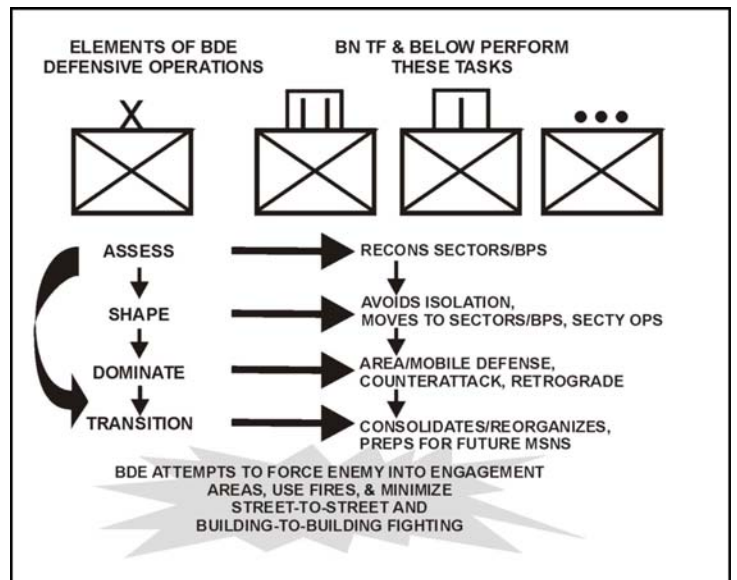 ELEMENTS OF BDE
DEFENSIVE OPERATIONS
BN TF & BELOW PERFORM
THESE TASKS
X
ASSESS
RECONS SECTORS/BPS
SHAPE
AVOIDS ISOLATION,
MOVES TO SECTORS/BPS, SECTY OPS
DOMINATE
AREA/MOBILE DEFENSE,
COUNTERATTACK, RETROGRADE
TRANSITION
CONSOLIDATES/REORGANIZES,
PREPS FOR FUTURE MSNS
BDE ATTEMPTS TO FORCE ENEMY INTO ENGAGEMENT
AREAS, USE FIRES, & MINIMIZE
STREET-TO-STREET AND
BUILDING-TO-BUILDING FIGHTING